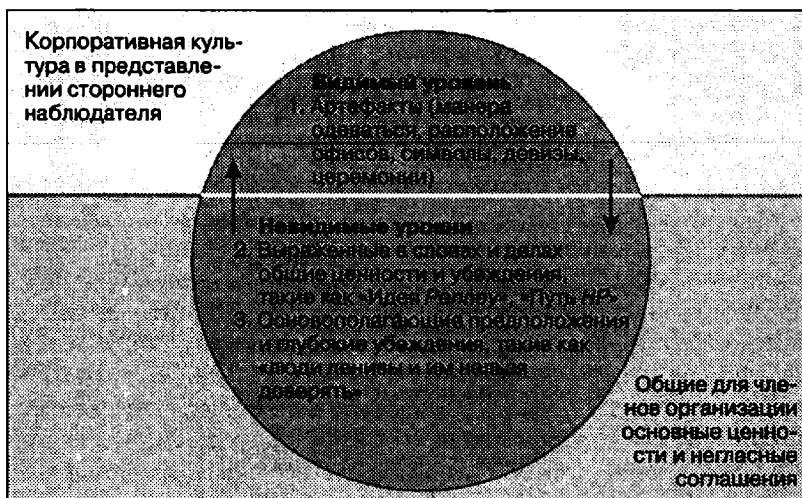 Корпоративная куль-
тура в представле-
нии стороннего
наблюдателя
Видимый уровень
1. Артефакты (манера
одеваться, расположение
офисов, символы, девизы,
церемонии)
Невидимые уровни
2. Выраженные в словах и делах
общие ценности и убеждения,
такие как «Идея Penney», «Путь HP»
3. Основополагающие предположения
и глубокие убеждения, такие как
«люди ленивы и им нельзя
доверять»
Общие для чле-
нов организации
основные ценно-
сти и негласные
соглашения